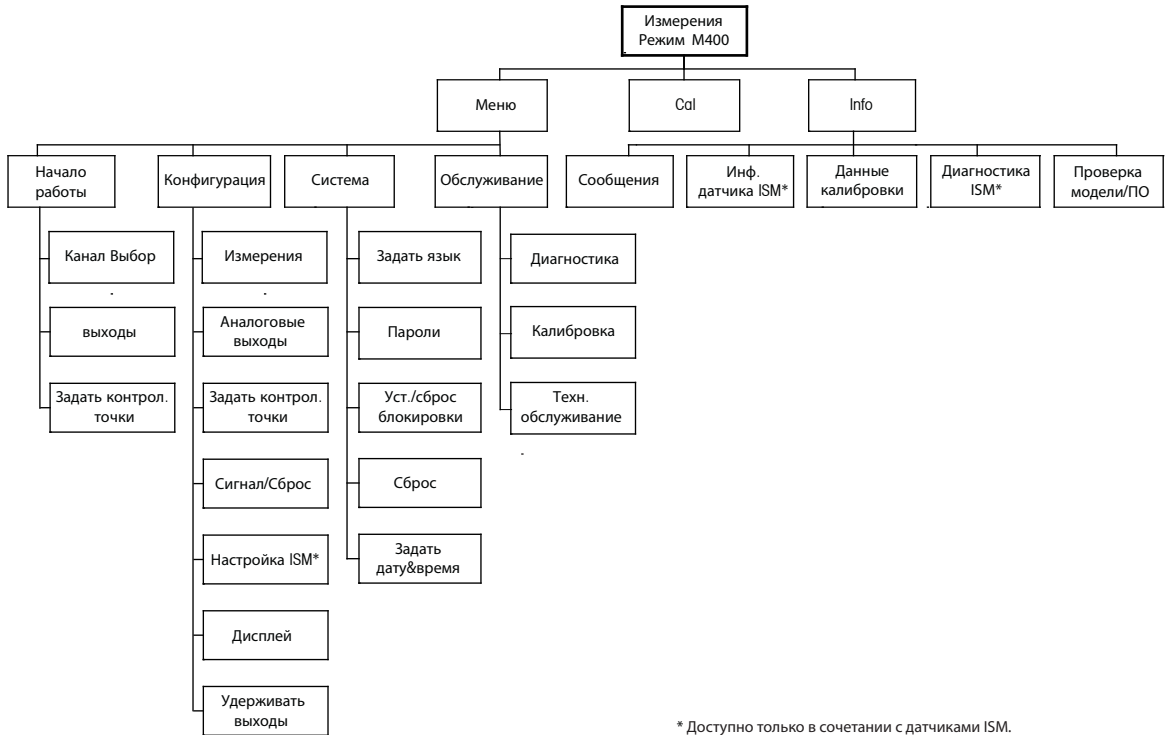 Измерения
Режим M400
Меню
Cal
Info
Начало
работы
Конфигурация
Система
Обслуживание
Сообщения
Инф.
датчика ISM*
Данные
калибровки
Диагностика
ISM*
Проверка
модели/ПО
Канал Выбор
выходы
Задать контрол.
точки
Измерения
Аналоговые
выходы
Задать контрол.
точки
Сигнал/Сброс
Настройка ISM*
Дисплей
Удерживать
выходы
Задать язык
Пароли
Уст./сброс
блокировки
Сброс
Задать
дату&время
Диагностика
Калибровка
Техн.
обслуживание
* Доступно только в сочетании с датчиками ISM.